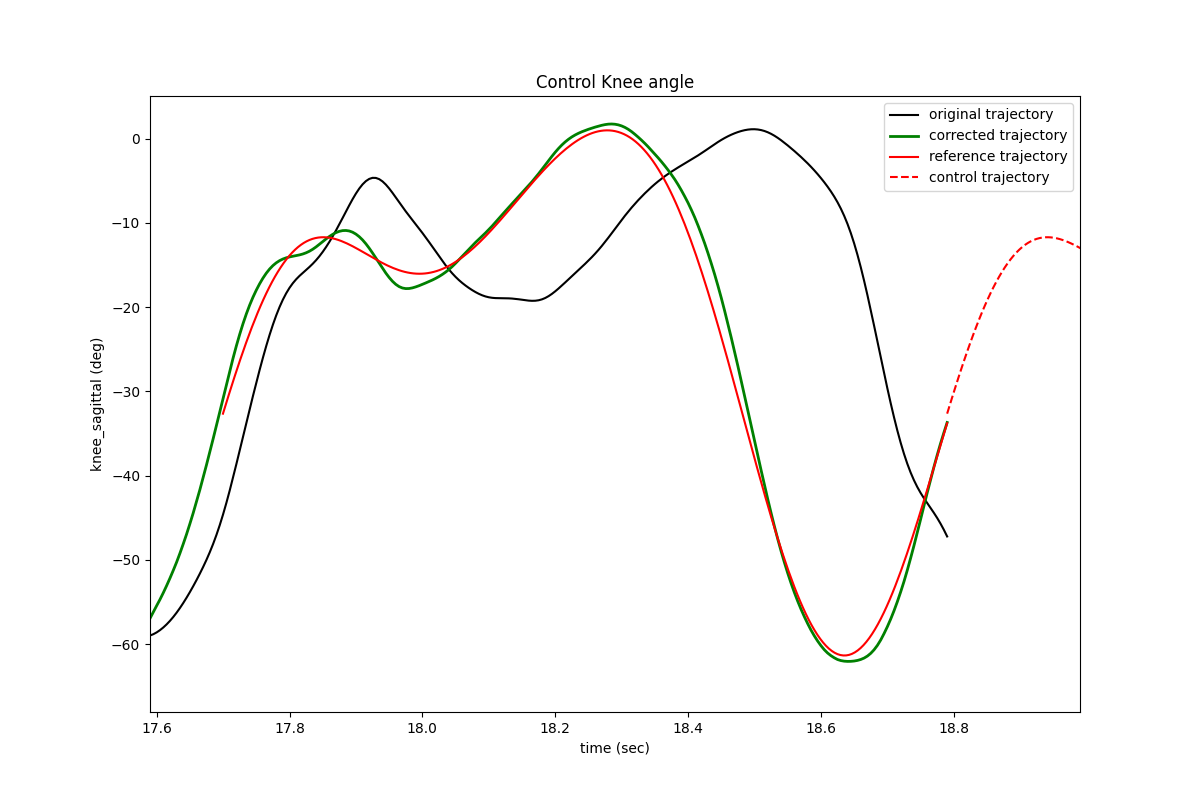 Control Knee angle
original trajectory
corrected trajectory
reference trajectory
control trajectory
knee_sagittal (deg)
0
−10
−20
−30
−40
−50
−60
17.6 17.8 18.0 18.2 18.4 18.6 18.8
time (sec)